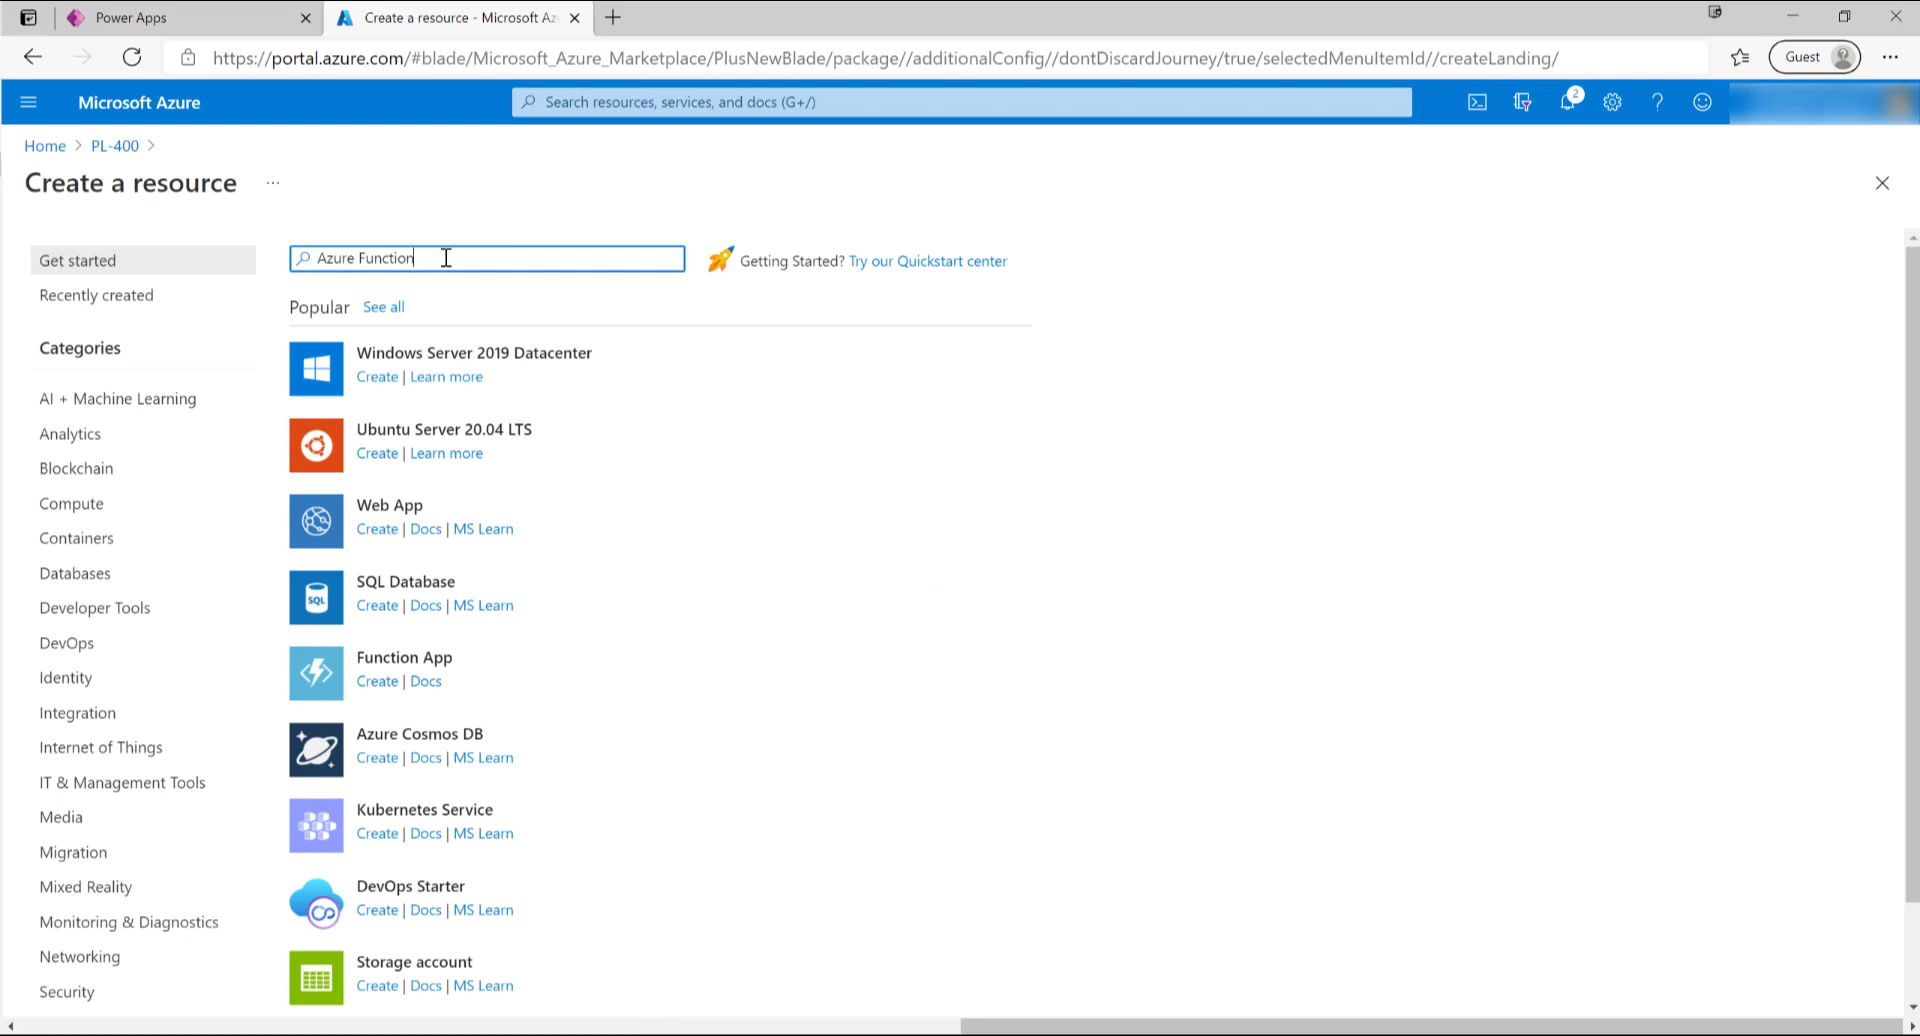 Power Apps
Create a resource - Microsoft Az
https://portal.azure.com/#blade/Microsoft_Azure_Marketplace/PlusNewBlade/package//additionalConfig//dontDiscardJourney/true/selectedMenuItemId//createLanding/
Guest
Microsoft Azure
Search resources, services, and docs (G+/)
2
Home > PL-400 >
Create a resource ...
Get started
Recently created
Categories
AI + Machine Learning
Analytics
Blockchain
Compute
Containers
Databases
Developer Tools
DevOps
Identity
Integration
Internet of Things
IT & Management Tools
Media
Migration
Mixed Reality
Monitoring & Diagnostics
Networking
Security
Azure Function
Getting Started? Try our Quickstart center
Popular See all
Windows Server 2019 Datacenter
Create | Learn more
Ubuntu Server 20.04 LTS
Create | Learn more
Web App
Create | Docs | MS Learn
SQL
SQL Database
Create | Docs | MS Learn
Function App
Create | Docs
Azure Cosmos DB
Create | Docs | MS Learn
Kubernetes Service
Create | Docs | MS Learn
DevOps Starter
Create | Docs | MS Learn
Storage account
Create | Docs | MS Learn